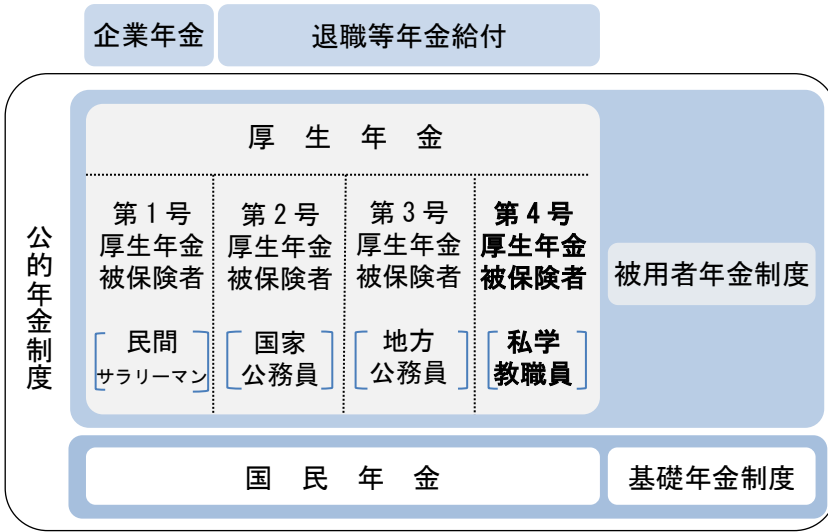 企業年金
退職等年金給付
公的年金制度
厚生年金
第1号
厚生年金
被保険者
民間
サラリーマン
第2号
厚生年金
被保険者
国家
公務員
第3号
厚生年金
被保険者
地方
公務員
第4号
厚生年金
被保険者
私学
教職員
被用者年金制度
国民年金
基礎年金制度